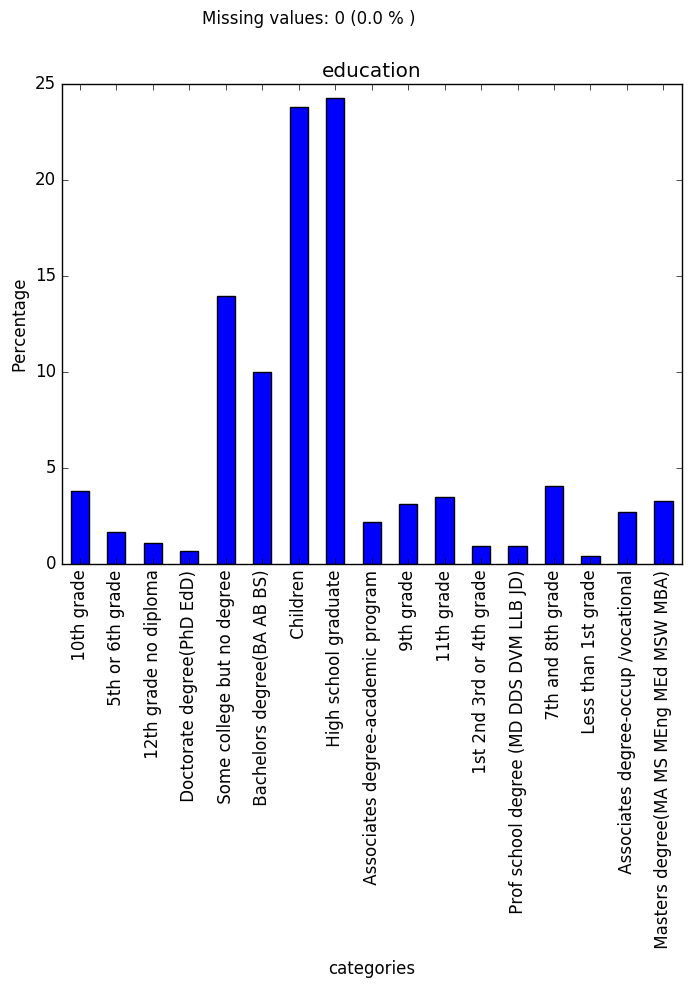 Missing values: 0 (0.0 % )
education
25
20
15
10
5
0
Percentage
10th grade
5th or 6th grade
12th grade no diploma
Doctorate degree(PhD EdD)
Some college but no degree
Bachelors degree(BA AB BS)
Children
High school graduate
Associates degree-academic program
9th grade
11th grade
1st 2nd 3rd or 4th grade
Prof school degree (MD DDS DVM LLB JD)
7th and 8th grade
Less than 1st grade
Associates degree-occup /vocational
Masters degree(MA MS MEng MEd MSW MBA)
categories